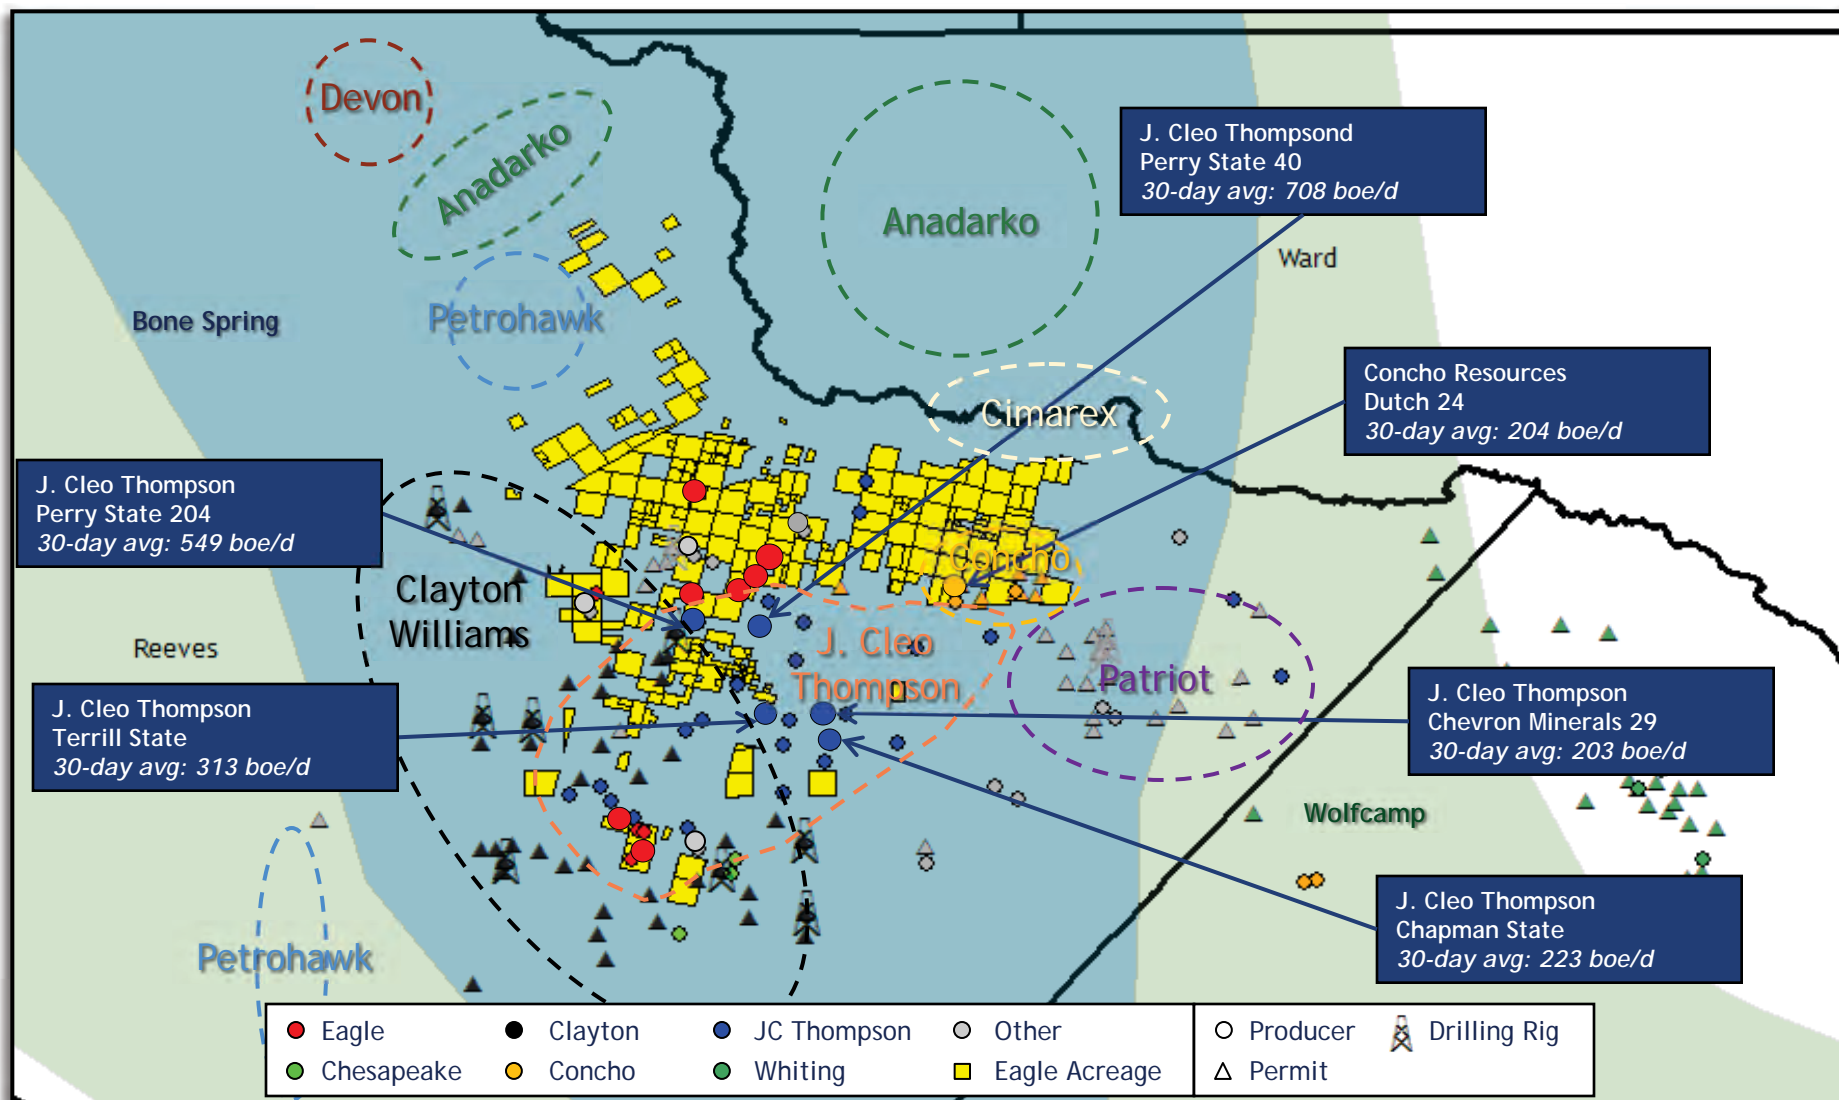 Devon
Anadarko
Anadarko
J. Cleo Thompsond
Perry State 40
30-day avg: 708 boe/d
Ward
Bone Spring
Petrohawk
Cimarex
Concho Resources
Dutch 24
30-day avg: 204 boe/d
J. Cleo Thompson
Perry State 204
30-day avg: 549 boe/d
Concho
Clayton
Williams
Reeves
J. Cleo
Thompson
Patriot
J. Cleo Thompson
Terrill State
30-day avg: 313 boe/d
J. Cleo Thompson
Chevron Minerals 29
30-day avg: 203 boe/d
Wolfcamp
J. Cleo Thompson
Chapman State
30-day avg: 223 boe/d
Petrohawk
Eagle
Clayton
JC Thompson
Other
Producer
Drilling Rig
Chesapeake
Concho
Whiting
Eagle Acreage
Permit